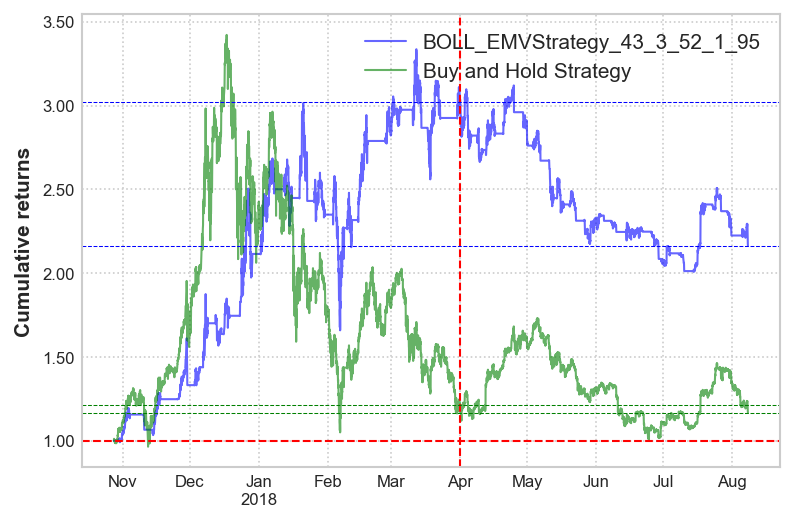 3.50
BOLL_EMVStrategy_43_3_52_1_95
Buy and Hold Strategy
3.00
2.50
2.00
1.50
1.00
Cumulative returns
Nov Dec Jan Feb Mar Apr May Jun Jul Aug
2018